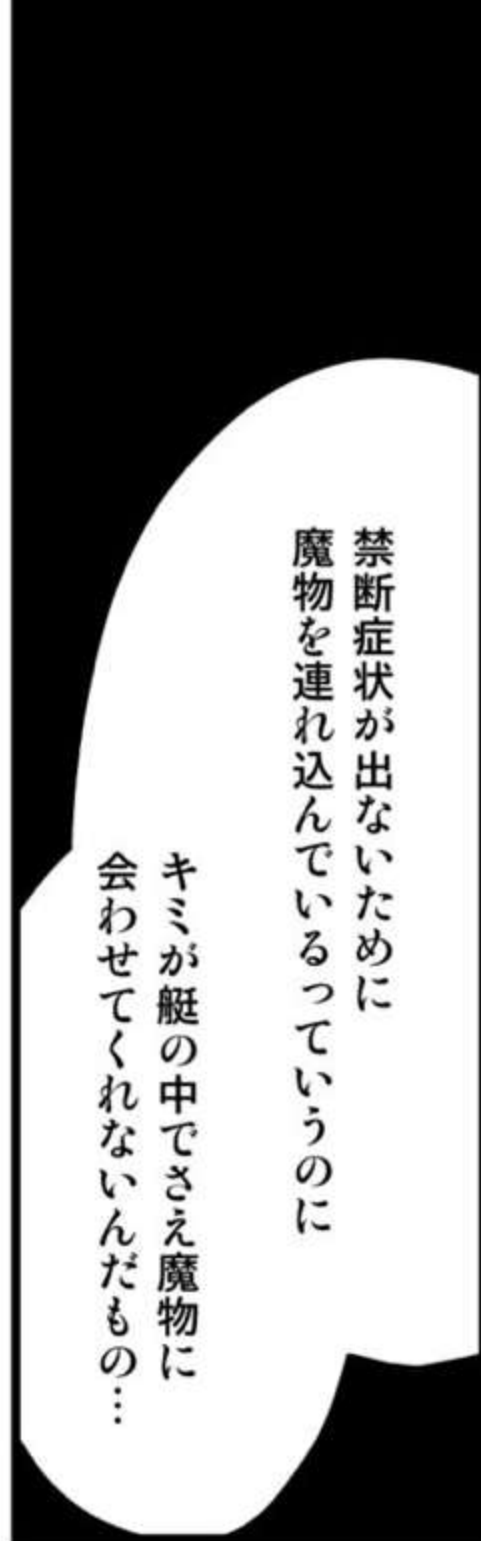 禁断症状が出ないために
魔物を連れ込んでいるっていうのに
キミが艇の中でさえ魔物に
会わせてくれないんだもの…